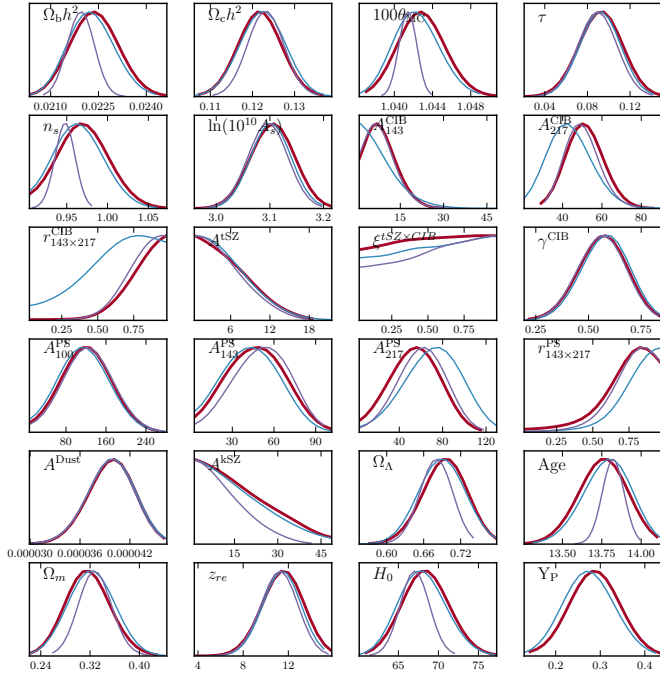 Ω_b h² Ω_c h² 100θ_MC τ
0.0210 0.0225 0.0240 0.11 0.12 0.13 1.040 1.044 1.048 0.04 0.08 0.12
n_s ln(10¹⁰ A_s) A^CIB_143 A^CIB_217
0.95 1.00 1.05 3.0 3.1 3.2 15 30 45 40 60 80
r^CIB_143×217 A^tSZ ξ^tSZ×CIB γ^CIB
0.25 0.50 0.75 6 12 18 0.25 0.50 0.75 0.25 0.50 0.75
A^PS_100 A^PS_143 A^PS_217 r^PS_143×217
80 160 240 30 60 90 40 80 120 0.25 0.50 0.75
A^Dust A^kSZ Ω_Λ Age
0.000030 0.000036 0.000042 15 30 45 0.60 0.66 0.72 13.50 13.75 14.00
Ω_m z_re H_0 Y_P
0.24 0.32 0.40 4 8 12 65 70 75 0.2 0.3 0.4